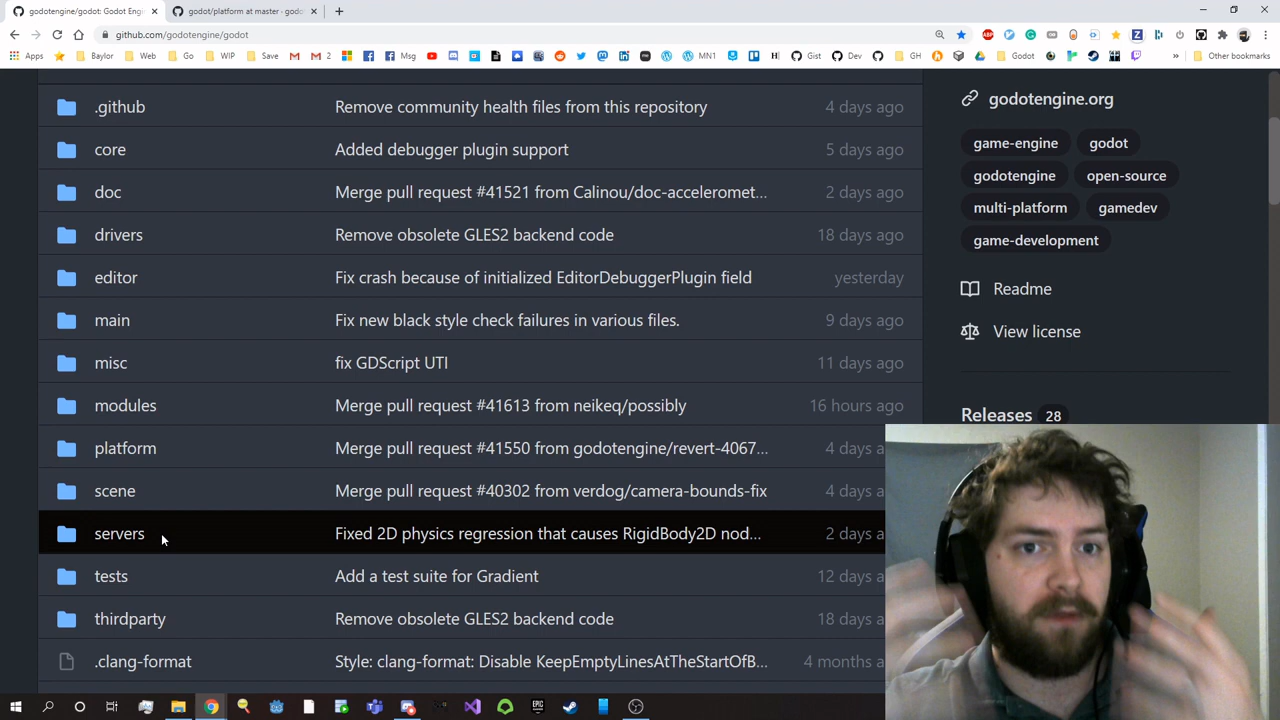 godotengine/godot: Godot Engi
godot/platform at master · godot
github.com/godotengine/godot
Apps
Baylor
Web
Go
WIP
Save
M
M 2
Msg
MN1
Gist
Dev
GH
Godot
»
Other bookmarks
.github
Remove community health files from this repository
4 days ago
core
Added debugger plugin support
5 days ago
doc
Merge pull request #41521 from Calinou/doc-acceleromet...
2 days ago
drivers
Remove obsolete GLES2 backend code
18 days ago
editor
Fix crash because of initialized EditorDebuggerPlugin field
yesterday
main
Fix new black style check failures in various files.
9 days ago
misc
fix GDScript UTI
11 days ago
modules
Merge pull request #41613 from neikeq/possibly
16 hours ago
platform
Merge pull request #41550 from godotengine/revert-4067...
4 days a
scene
Merge pull request #40302 from verdog/camera-bounds-fix
4 days a
servers
Fixed 2D physics regression that causes RigidBody2D nod...
2 days a
tests
Add a test suite for Gradient
12 days a
thirdparty
Remove obsolete GLES2 backend code
18 days a
.clang-format
Style: clang-format: Disable KeepEmptyLinesAtTheStartOfB...
4 months a
godotengine.org
game-engine
godot
godotengine
open-source
multi-platform
gamedev
game-development
Readme
View license
Releases 28
EPIC